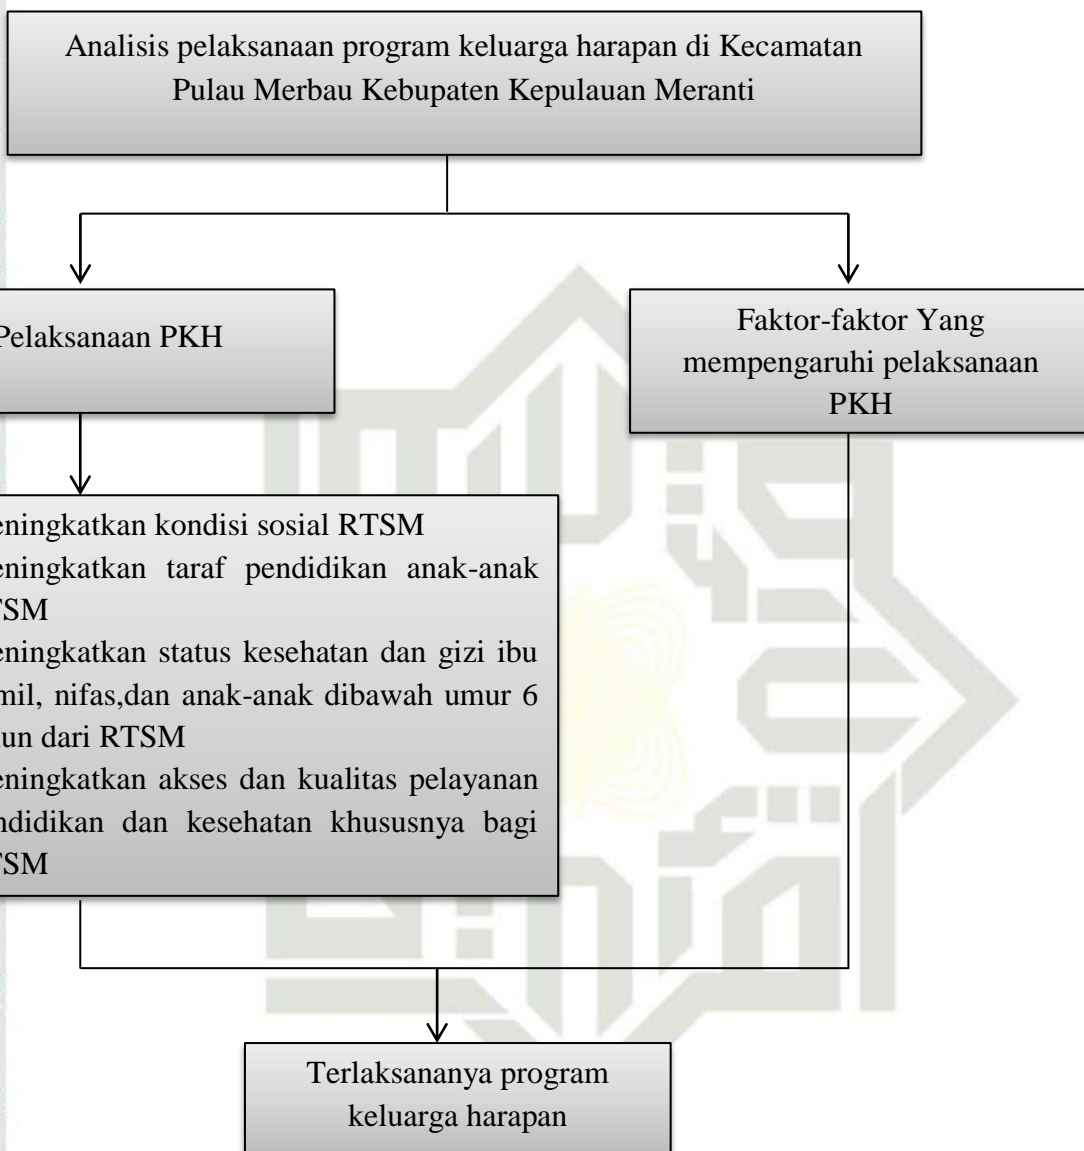 Analisis pelaksanaan program keluarga harapan di Kecamatan
Pulau Merbau Kebupaten Kepulauan Meranti
Pelaksanaan PKH
Faktor-faktor Yang
mempengaruhi pelaksanaan
PKH
eningkatkan kondisi sosial RTSM
eningkatkan taraf pendidikan anak-anak
TSM
eningkatkan status kesehatan dan gizi ibu
mil, nifas,dan anak-anak dibawah umur 6
un dari RTSM
eningkatkan akses dan kualitas pelayanan
ndidikan dan kesehatan khususnya bagi
TSM
Terlaksananya program
keluarga harapan